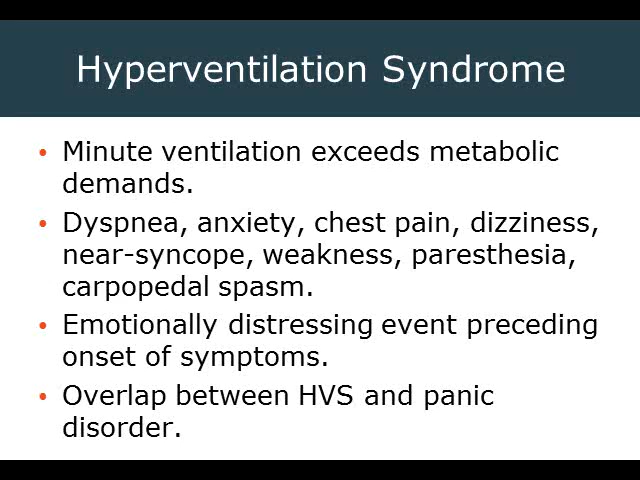 Hyperventilation Syndrome
• Minute ventilation exceeds metabolic
demands.
• Dyspnea, anxiety, chest pain, dizziness,
near-syncope, weakness, paresthesia,
carpopedal spasm.
• Emotionally distressing event preceding
onset of symptoms.
• Overlap between HVS and panic
disorder.